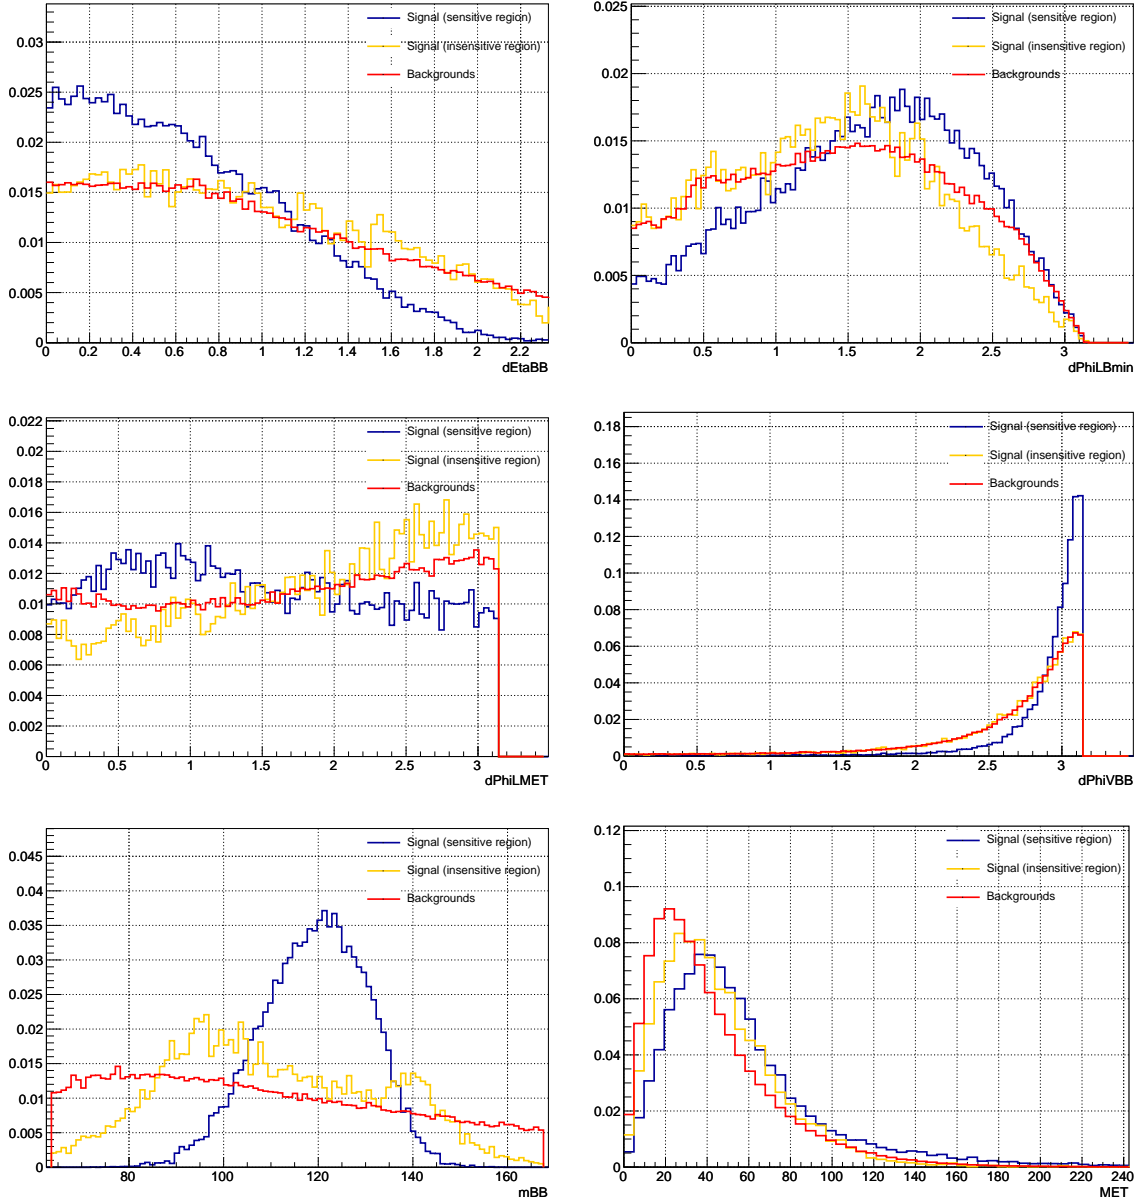 0.03
0.025
0.02
0.015
0.01
0.005
0
0 0.2 0.4 0.6 0.8 1 1.2 1.4 1.6 1.8 2 2.2
dEtaBB
Signal (sensitive region)
Signal (insensitive region)
Backgrounds
0.025
0.02
0.015
0.01
0.005
0
0 0.5 1 1.5 2 2.5 3
dPhiLBmin
Signal (sensitive region)
Signal (insensitive region)
Backgrounds
0.022
0.02
0.018
0.016
0.014
0.012
0.01
0.008
0.006
0.004
0.002
0
0 0.5 1 1.5 2 2.5 3
dPhiLMET
Signal (sensitive region)
Signal (insensitive region)
Backgrounds
0.18
0.16
0.14
0.12
0.1
0.08
0.06
0.04
0.02
0
0 0.5 1 1.5 2 2.5 3
dPhiVBB
Signal (sensitive region)
Signal (insensitive region)
Backgrounds
0.045
0.04
0.035
0.03
0.025
0.02
0.015
0.01
0.005
0
80 100 120 140 160
mBB
Signal (sensitive region)
Signal (insensitive region)
Backgrounds
0.12
0.1
0.08
0.06
0.04
0.02
0
0 20 40 60 80 100 120 140 160 180 200 220 240
MET
Signal (sensitive region)
Signal (insensitive region)
Backgrounds